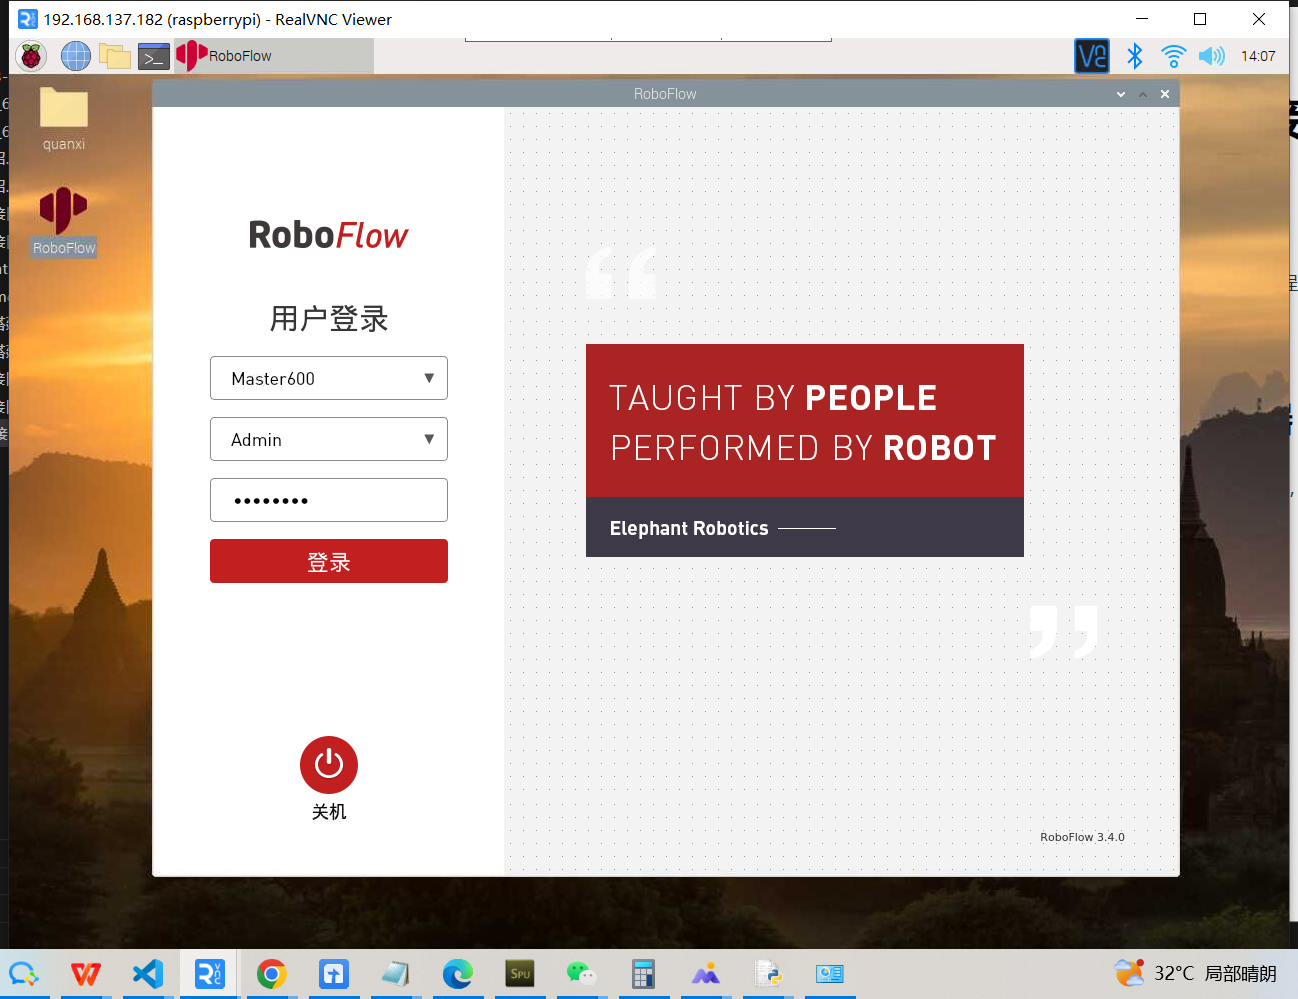 192.168.137.182 (raspberrypi) - RealVNC Viewer
RoboFlow
14:07
RoboFlow
quanxi
RoboFlow
RoboFlow
用户登录
Master600
Admin
••••••••
登录
关机
TAUGHT BY PEOPLE
PERFORMED BY ROBOT
Elephant Robotics
RoboFlow 3.4.0
32°C 局部晴朗